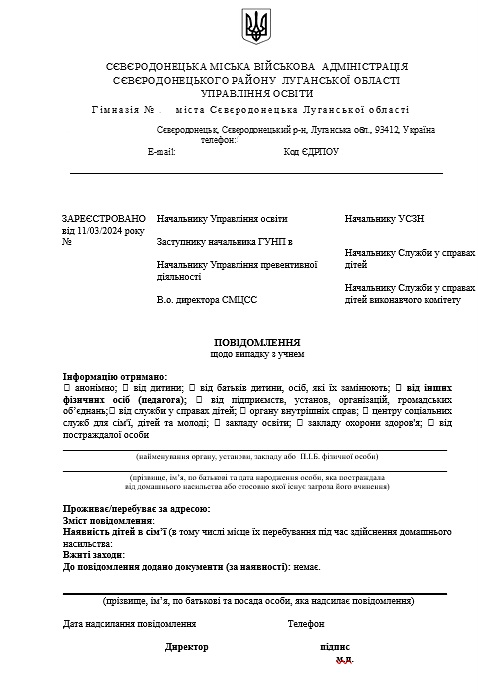 СЄВЄРОДОНЕЦЬКА МІСЬКА ВІЙСЬКОВА АДМІНІСТРАЦІЯ
СЄВЄРОДОНЕЦЬКОГО РАЙОНУ ЛУГАНСЬКОЇ ОБЛАСТІ
УПРАВЛІННЯ ОСВІТИ
Гімназія № міста Сєвєродонецька Луганської області
Сєвєродонецьк, Сєвєродонецький р-н, Луганська обл., 93412, Україна
телефон:
E-mail: Код ЄДРПОУ
ЗАРЕЄСТРОВАНО
від 11/03/2024 року
№
Начальнику Управління освіти
Заступнику начальника ГУНП в
Начальнику Управління превентивної
діяльності
В.о. директора СМЦСС
Начальнику УСЗН
Начальнику Служби у справах
дітей
Начальнику Служби у справах
дітей виконавчого комітету
ПОВІДОМЛЕННЯ
щодо випадку з учнем
Інформацію отримано:
☐ анонімно; ☐ від дитини; ☐ від батьків дитини, осіб, які їх замінюють; ☐ від інших
фізичних осіб (педагога); ☐ від підприємств, установ, організацій, громадських
об’єднань;☐ від служби у справах дітей; ☐ органу внутрішніх справ; ☐ центру соціальних
служб для сім'ї, дітей та молоді; ☐ закладу освіти; ☐ закладу охорони здоров'я; ☐ від
постраждалої особи
(найменування органу, установи, закладу або П.І.Б. фізичної особи)
(прізвище, ім’я, по батькові та дата народження особи, яка постраждала
від домашнього насильства або стосовно якої існує загроза його вчинення)
Проживає/перебуває за адресою:
Зміст повідомлення:
Наявність дітей в сім’ї (в тому числі місце їх перебування під час здійснення домашнього
насильства:
Вжиті заходи:
До повідомлення додано документи (за наявності): немає.
(прізвище, ім’я, по батькові та посада особи, яка надсилає повідомлення)
Дата надсилання повідомлення Телефон
Директор підпис
м.п.